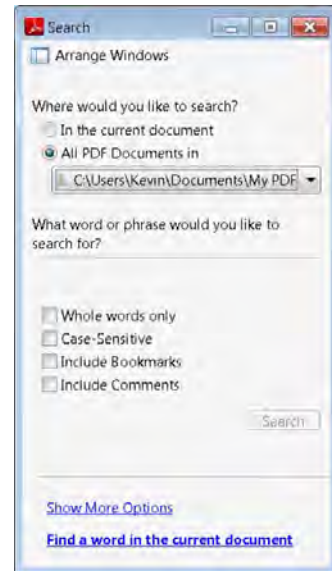 Search
Arrange Windows
Where would you like to search?
In the current document
All PDF Documents in
C:\Users\Kevin\Documents\My PDF
What word or phrase would you like to
search for?
Whole words only
Case-Sensitive
Include Bookmarks
Include Comments
Search
Show More Options
Find a word in the current document